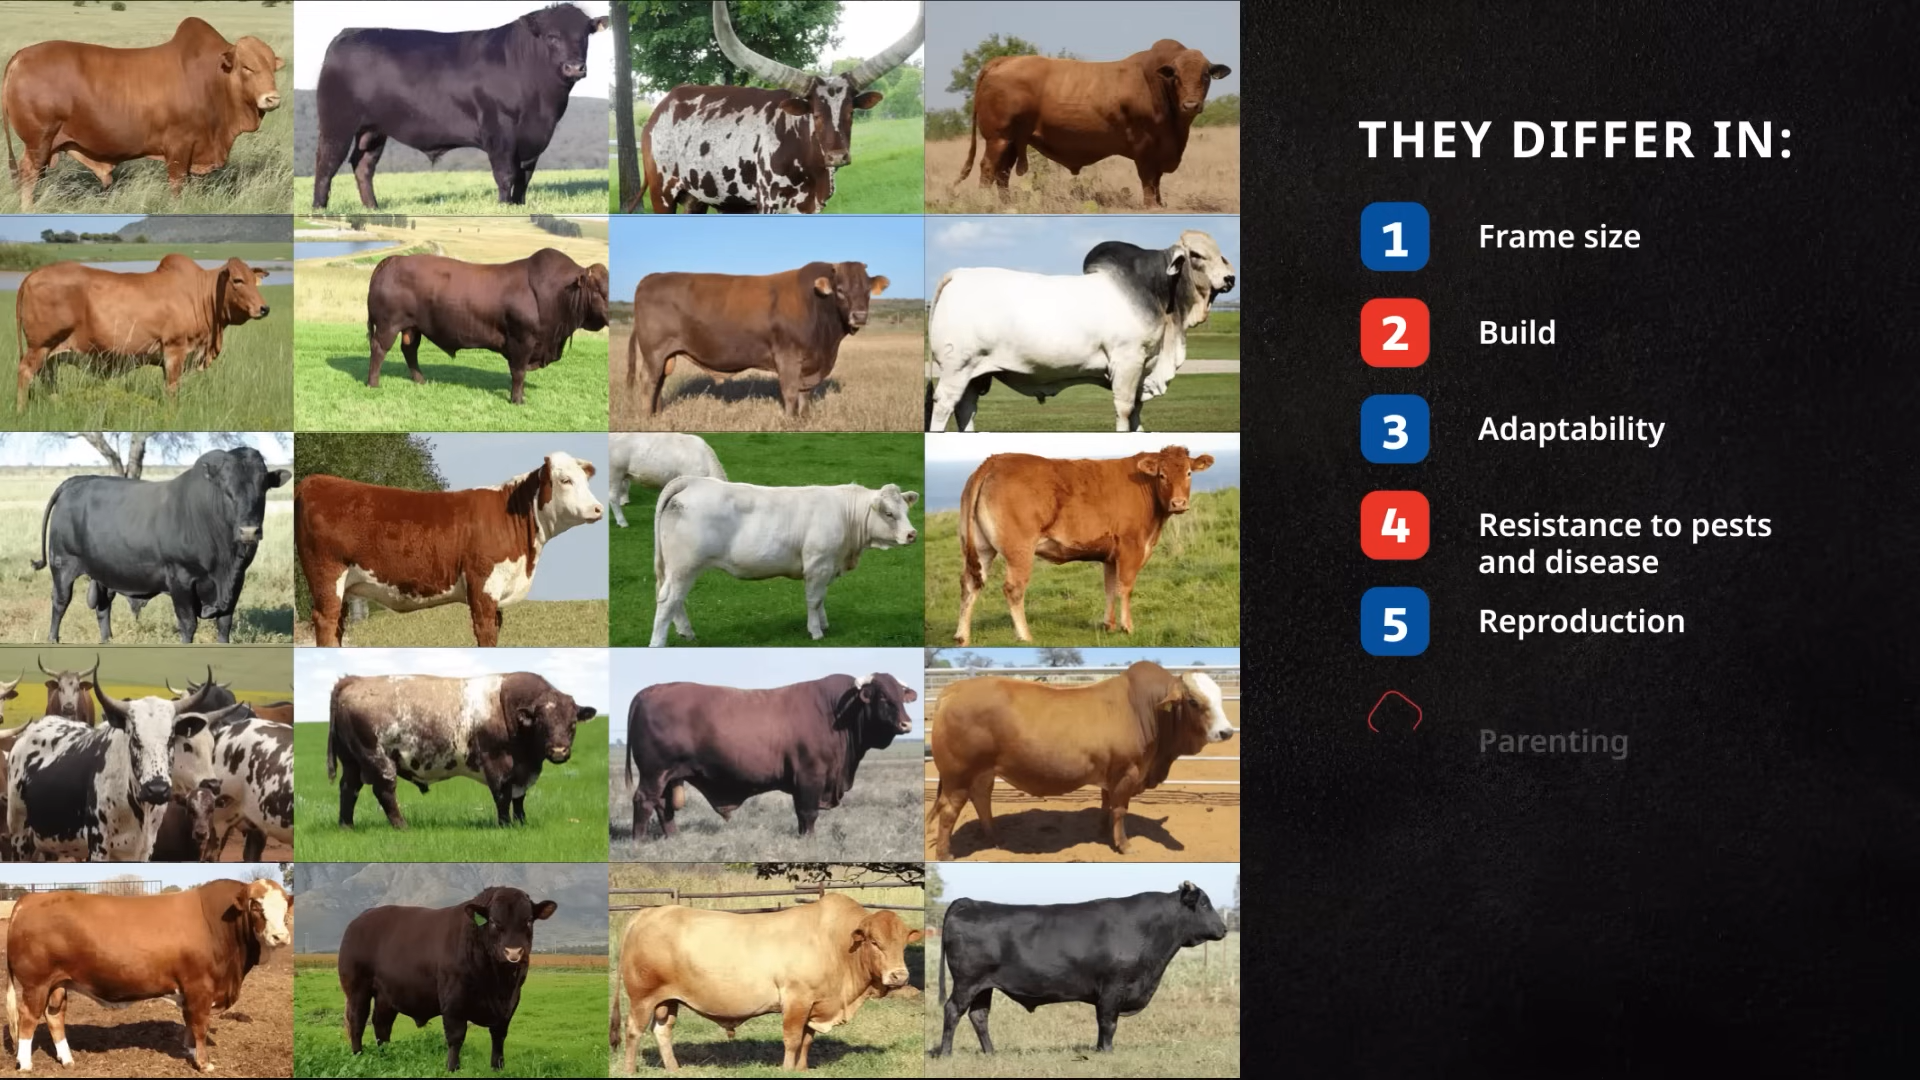 THEY DIFFER IN:
1 Frame size
2 Build
3 Adaptability
4 Resistance to pests
and disease
5 Reproduction
Parenting